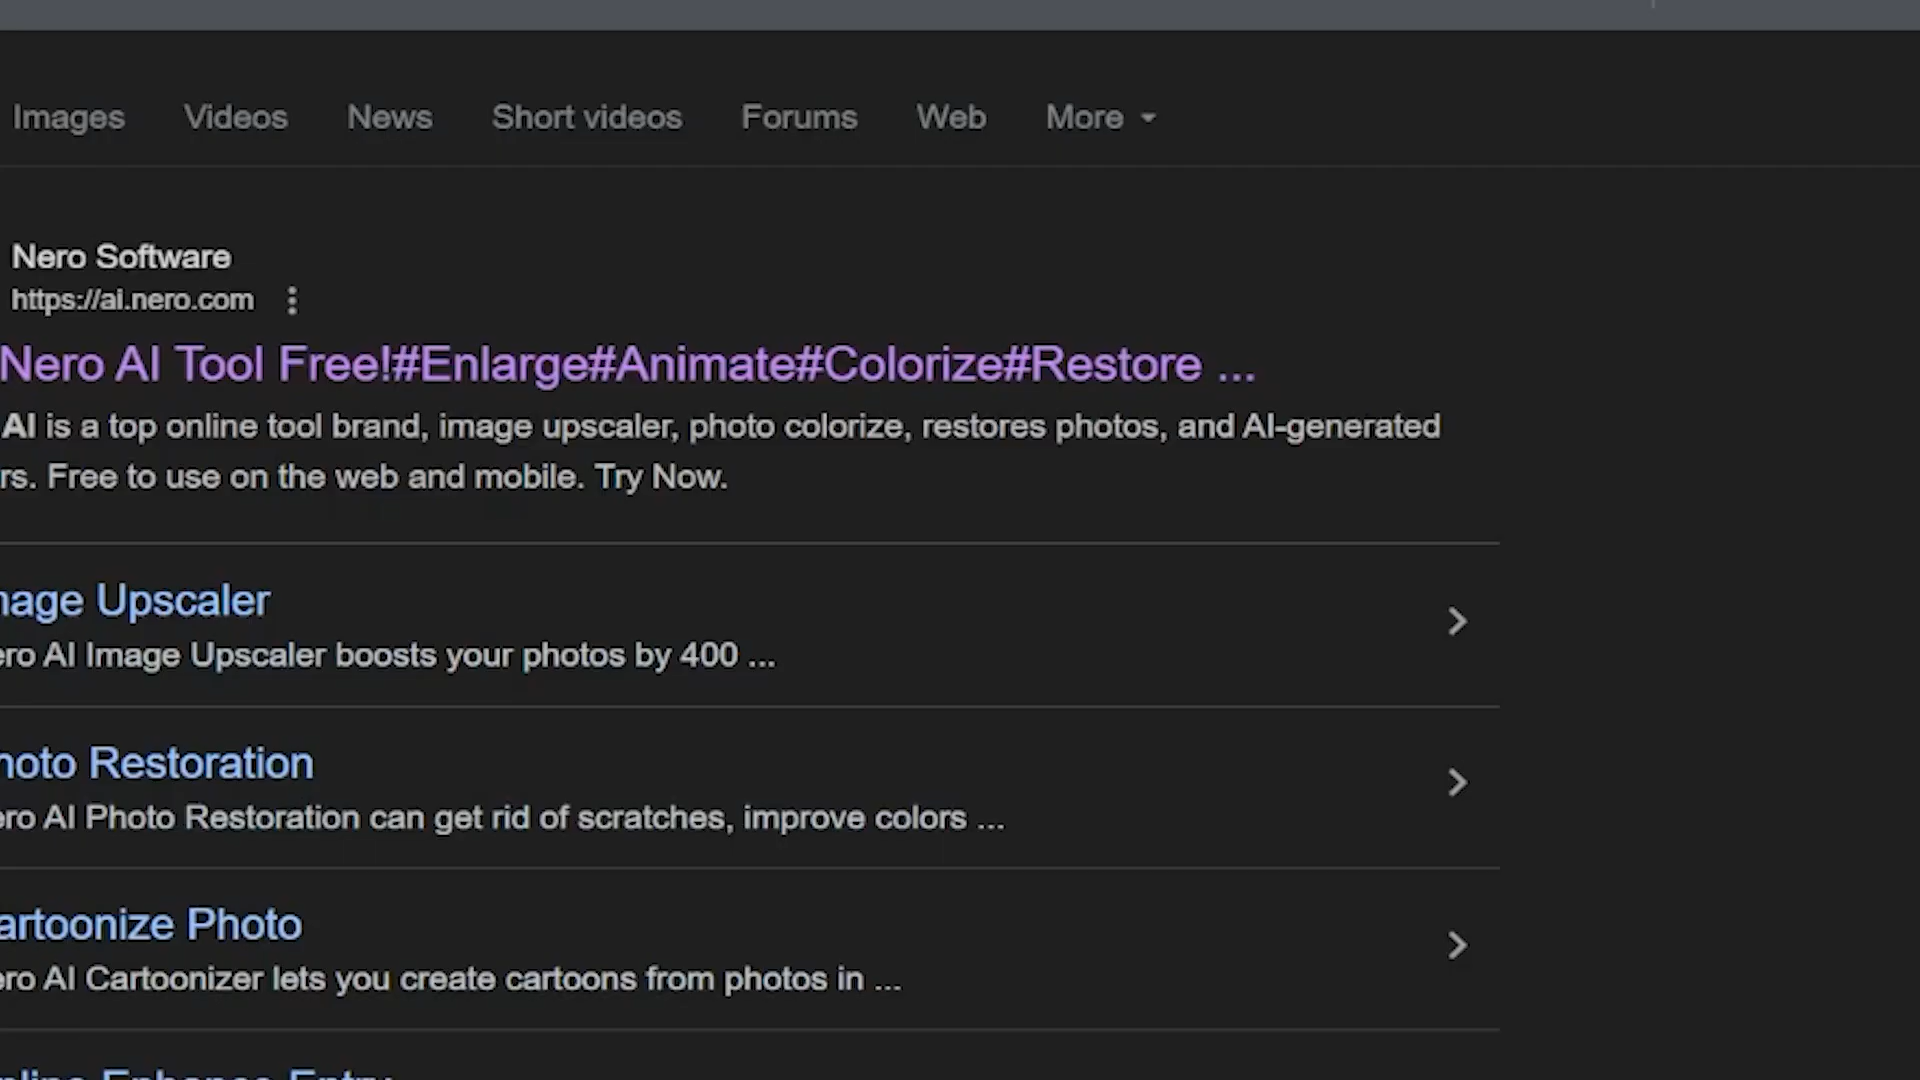 Images Videos News Short videos Forums Web More
Nero Software
https://ai.nero.com
Nero AI Tool Free!#Enlarge#Animate#Colorize#Restore ...
AI is a top online tool brand, image upscaler, photo colorize, restores photos, and AI-generated
rs. Free to use on the web and mobile. Try Now.
nage Upscaler
ero AI Image Upscaler boosts your photos by 400 ...
hoto Restoration
ero AI Photo Restoration can get rid of scratches, improve colors ...
artoonize Photo
ero AI Cartoonizer lets you create cartoons from photos in ...
nline Enhance Entry